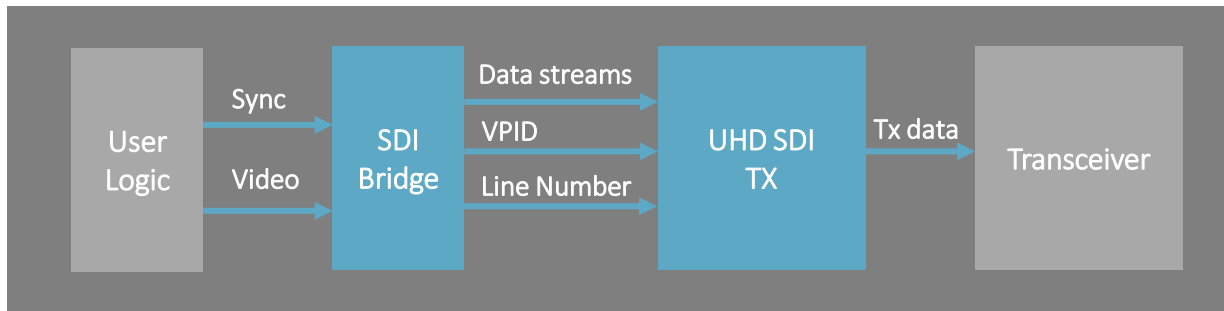 User
Logic
Sync
Video
SDI
Bridge
Data streams
VPID
Line Number
UHD SDI
TX
Tx data
Transceiver